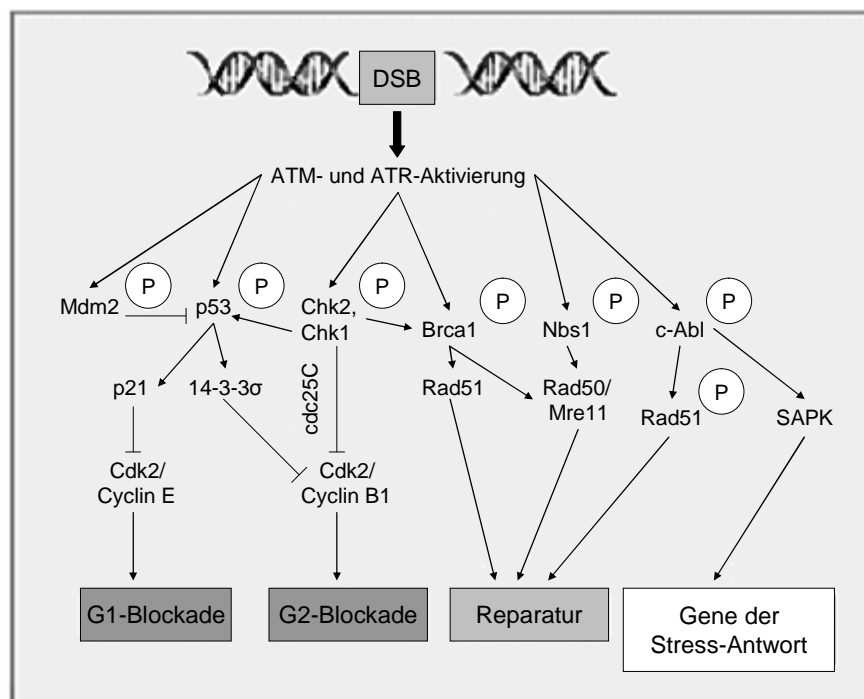 DSB
ATM- und ATR-Aktivierung
P
P
P
P
P
P
Mdm2
p53
Chk2,
Chk1
Brca1
Nbs1
c-Abl
p21
14-3-3σ
cdc25C
Rad51
Rad50/
Mre11
P
Rad51
SAPK
Cdk2/
Cyclin E
Cdk2/
Cyclin B1
G1-Blockade
G2-Blockade
Reparatur
Gene der
Stress-Antwort